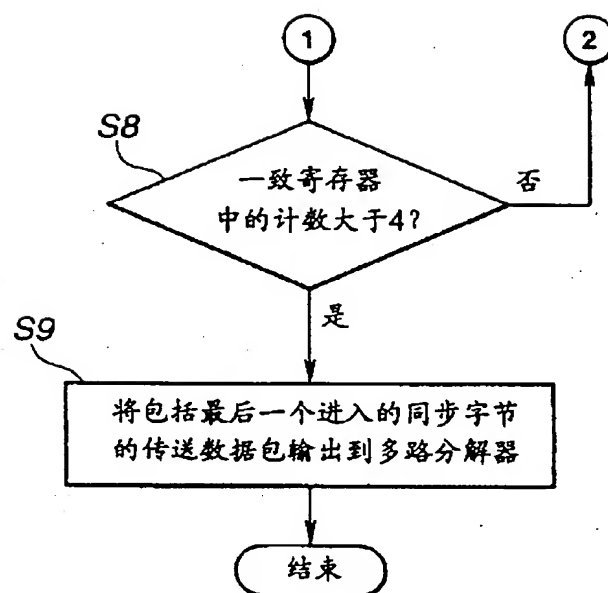 1
2
S8
一致寄存器
中的计数大于4?
否
是
S9
将包括最后一个进入的同步字节
的传送数据包输出到多路分解器
结束